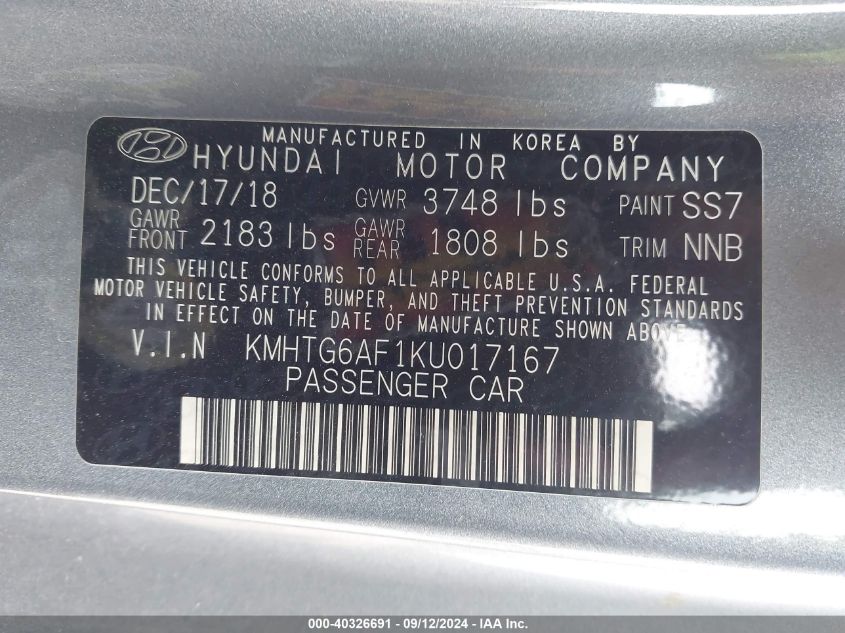 MANUFACTURED IN KOREA BY
HYUNDAI MOTOR COMPANY
DEC/17/18 GVWR 3748 lbs PAINT SS7
GAWR FRONT 2183 lbs GAWR REAR 1808 lbs TRIM NNB
THIS VEHICLE CONFORMS TO ALL APPLICABLE U.S.A. FEDERAL
MOTOR VEHICLE SAFETY, BUMPER, AND THEFT PREVENTION STANDARDS
IN EFFECT ON THE DATE OF MANUFACTURE SHOWN ABOVE.
V.I.N KMHTG6AF1KU017167
PASSENGER CAR
000-40326691 - 09/12/2024 - IAAI.COM